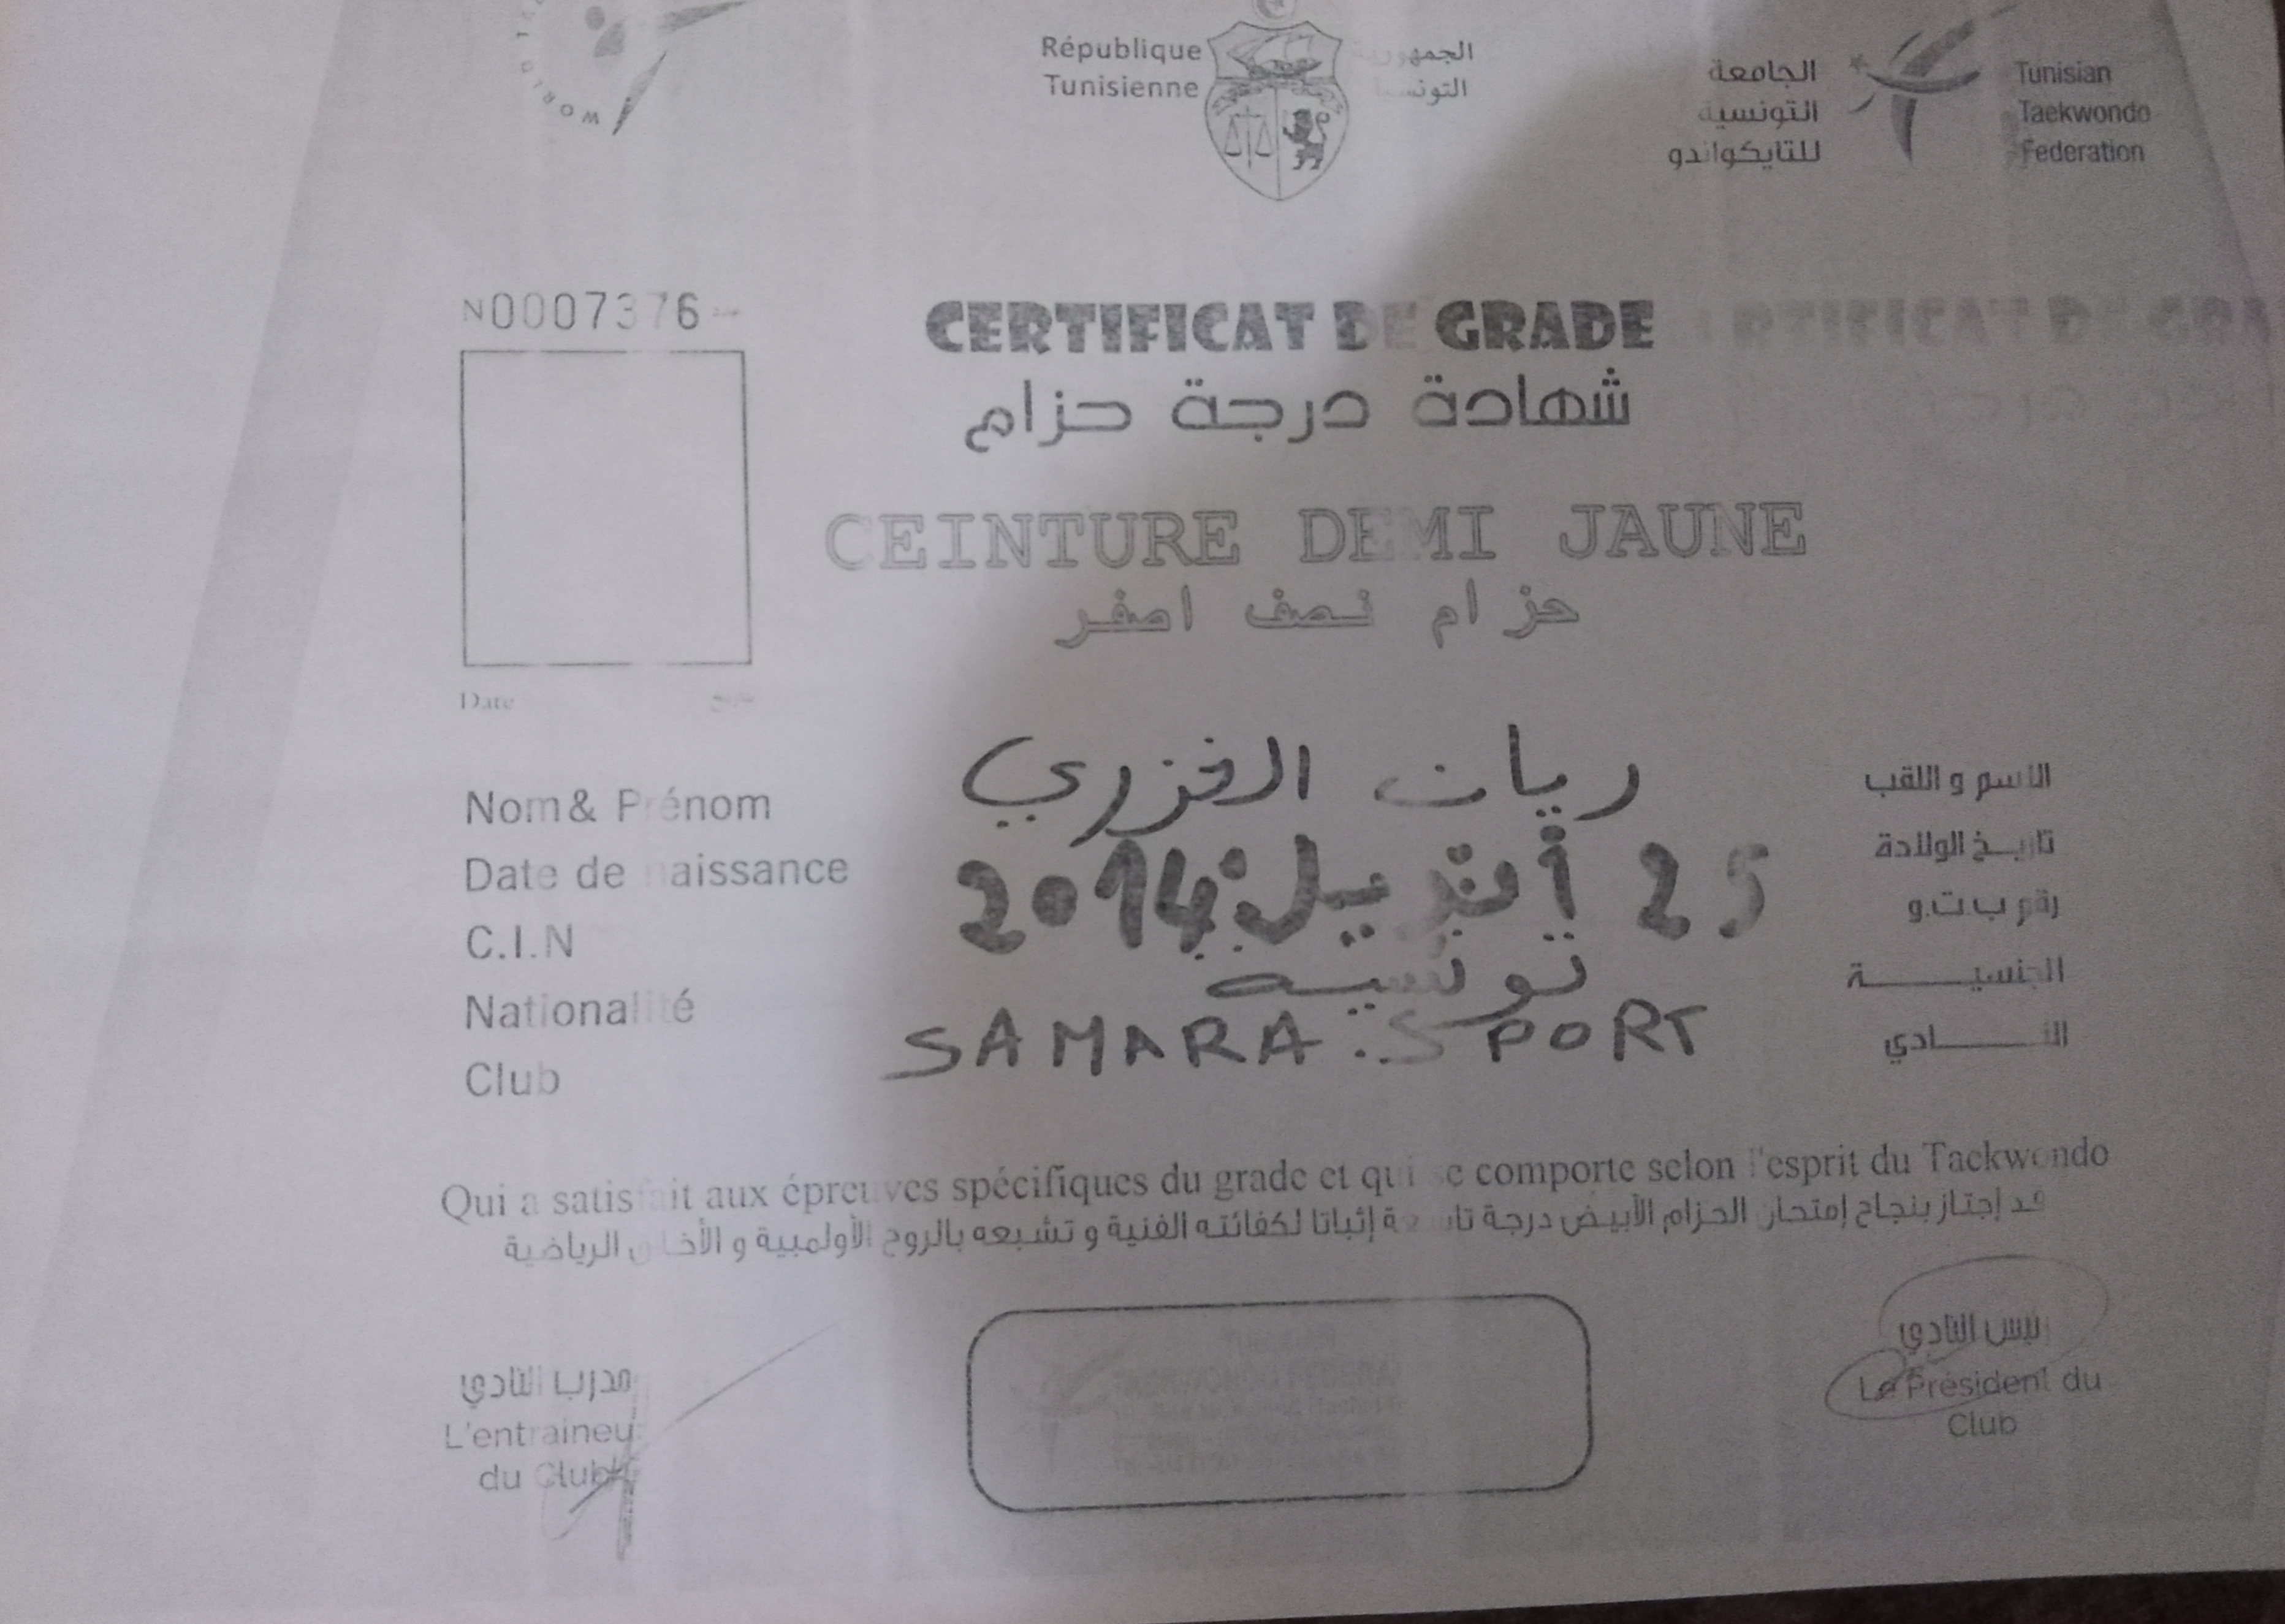 WORLD
République
Tunisienne
الجمهورية
التونسية
الجامعة
التونسية
للتايكواندو
Tunisian
Taekwondo
Federation
N0007376
CERTIFICAT DE GRADE
شهادة درجة حزام
CEINTURE DEMI JAUNE
حزام نصف اصفر
Date
Nom & Prénom ريان الخزري الاسم و اللقب
Date de naissance 25 أفريل 2014 تاريخ الولادة
C.I.N رقم ب.ت.و
Nationalité تونسية الجنسية
Club SAMARA SPORT النادي
Qui a satisfait aux épreuves spécifiques du grade et qui se comporte selon l'esprit du Taekwondo
قد إجتاز بنجاح إمتحان الحزام الأبيض درجة تاسعة إثباتا لكفائته الفنية و تشبعه بالروح الأولمبية و الأخلاق الرياضية
مدرب النادي
L'entraineur
du Club
رئيس النادي
Le Président du
Club